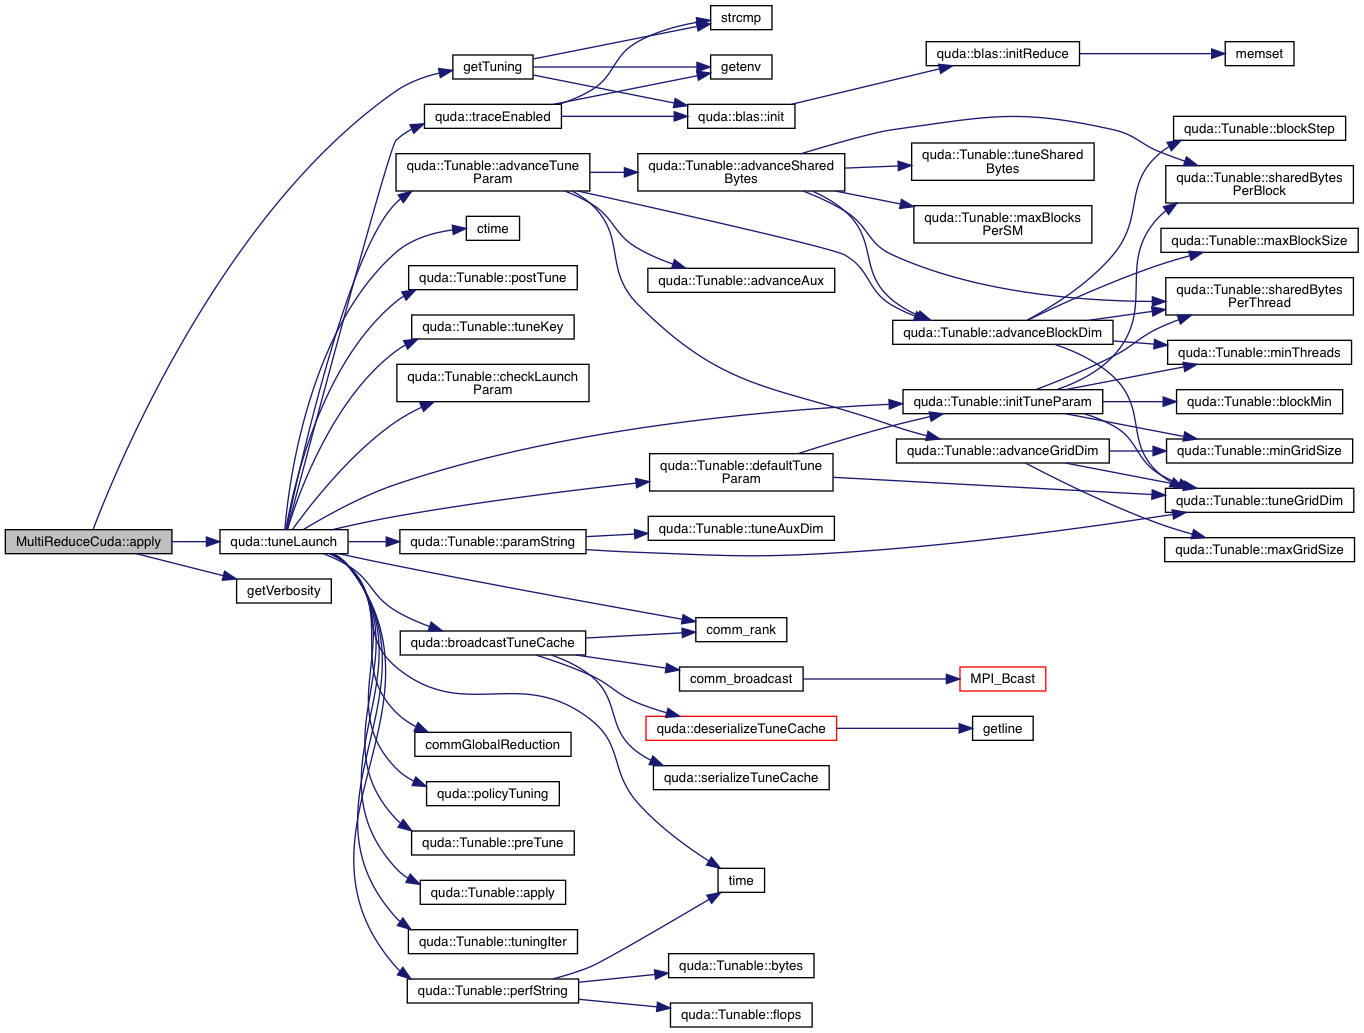 strcmp
getTuning
getenv
quda::blas::initReduce
memset
quda::traceEnabled
quda::blas::init
quda::Tunable::blockStep
quda::Tunable::advanceTune
Param
quda::Tunable::advanceShared
Bytes
quda::Tunable::tuneShared
Bytes
quda::Tunable::sharedBytes
PerBlock
ctime
quda::Tunable::maxBlocks
PerSM
quda::Tunable::maxBlockSize
quda::Tunable::postTune
quda::Tunable::advanceAux
quda::Tunable::sharedBytes
PerThread
quda::Tunable::tuneKey
quda::Tunable::advanceBlockDim
quda::Tunable::minThreads
quda::Tunable::checkLaunch
Param
quda::Tunable::initTuneParam
quda::Tunable::blockMin
quda::Tunable::defaultTune
Param
quda::Tunable::advanceGridDim
quda::Tunable::minGridSize
quda::Tunable::tuneGridDim
MultiReduceCuda::apply
quda::tuneLaunch
quda::Tunable::paramString
quda::Tunable::tuneAuxDim
quda::Tunable::maxGridSize
getVerbosity
quda::broadcastTuneCache
comm_rank
comm_broadcast
MPI_Bcast
commGlobalReduction
quda::deserializeTuneCache
getline
quda::policyTuning
quda::serializeTuneCache
quda::Tunable::preTune
quda::Tunable::apply
time
quda::Tunable::tuningIter
quda::Tunable::perfString
quda::Tunable::bytes
quda::Tunable::flops